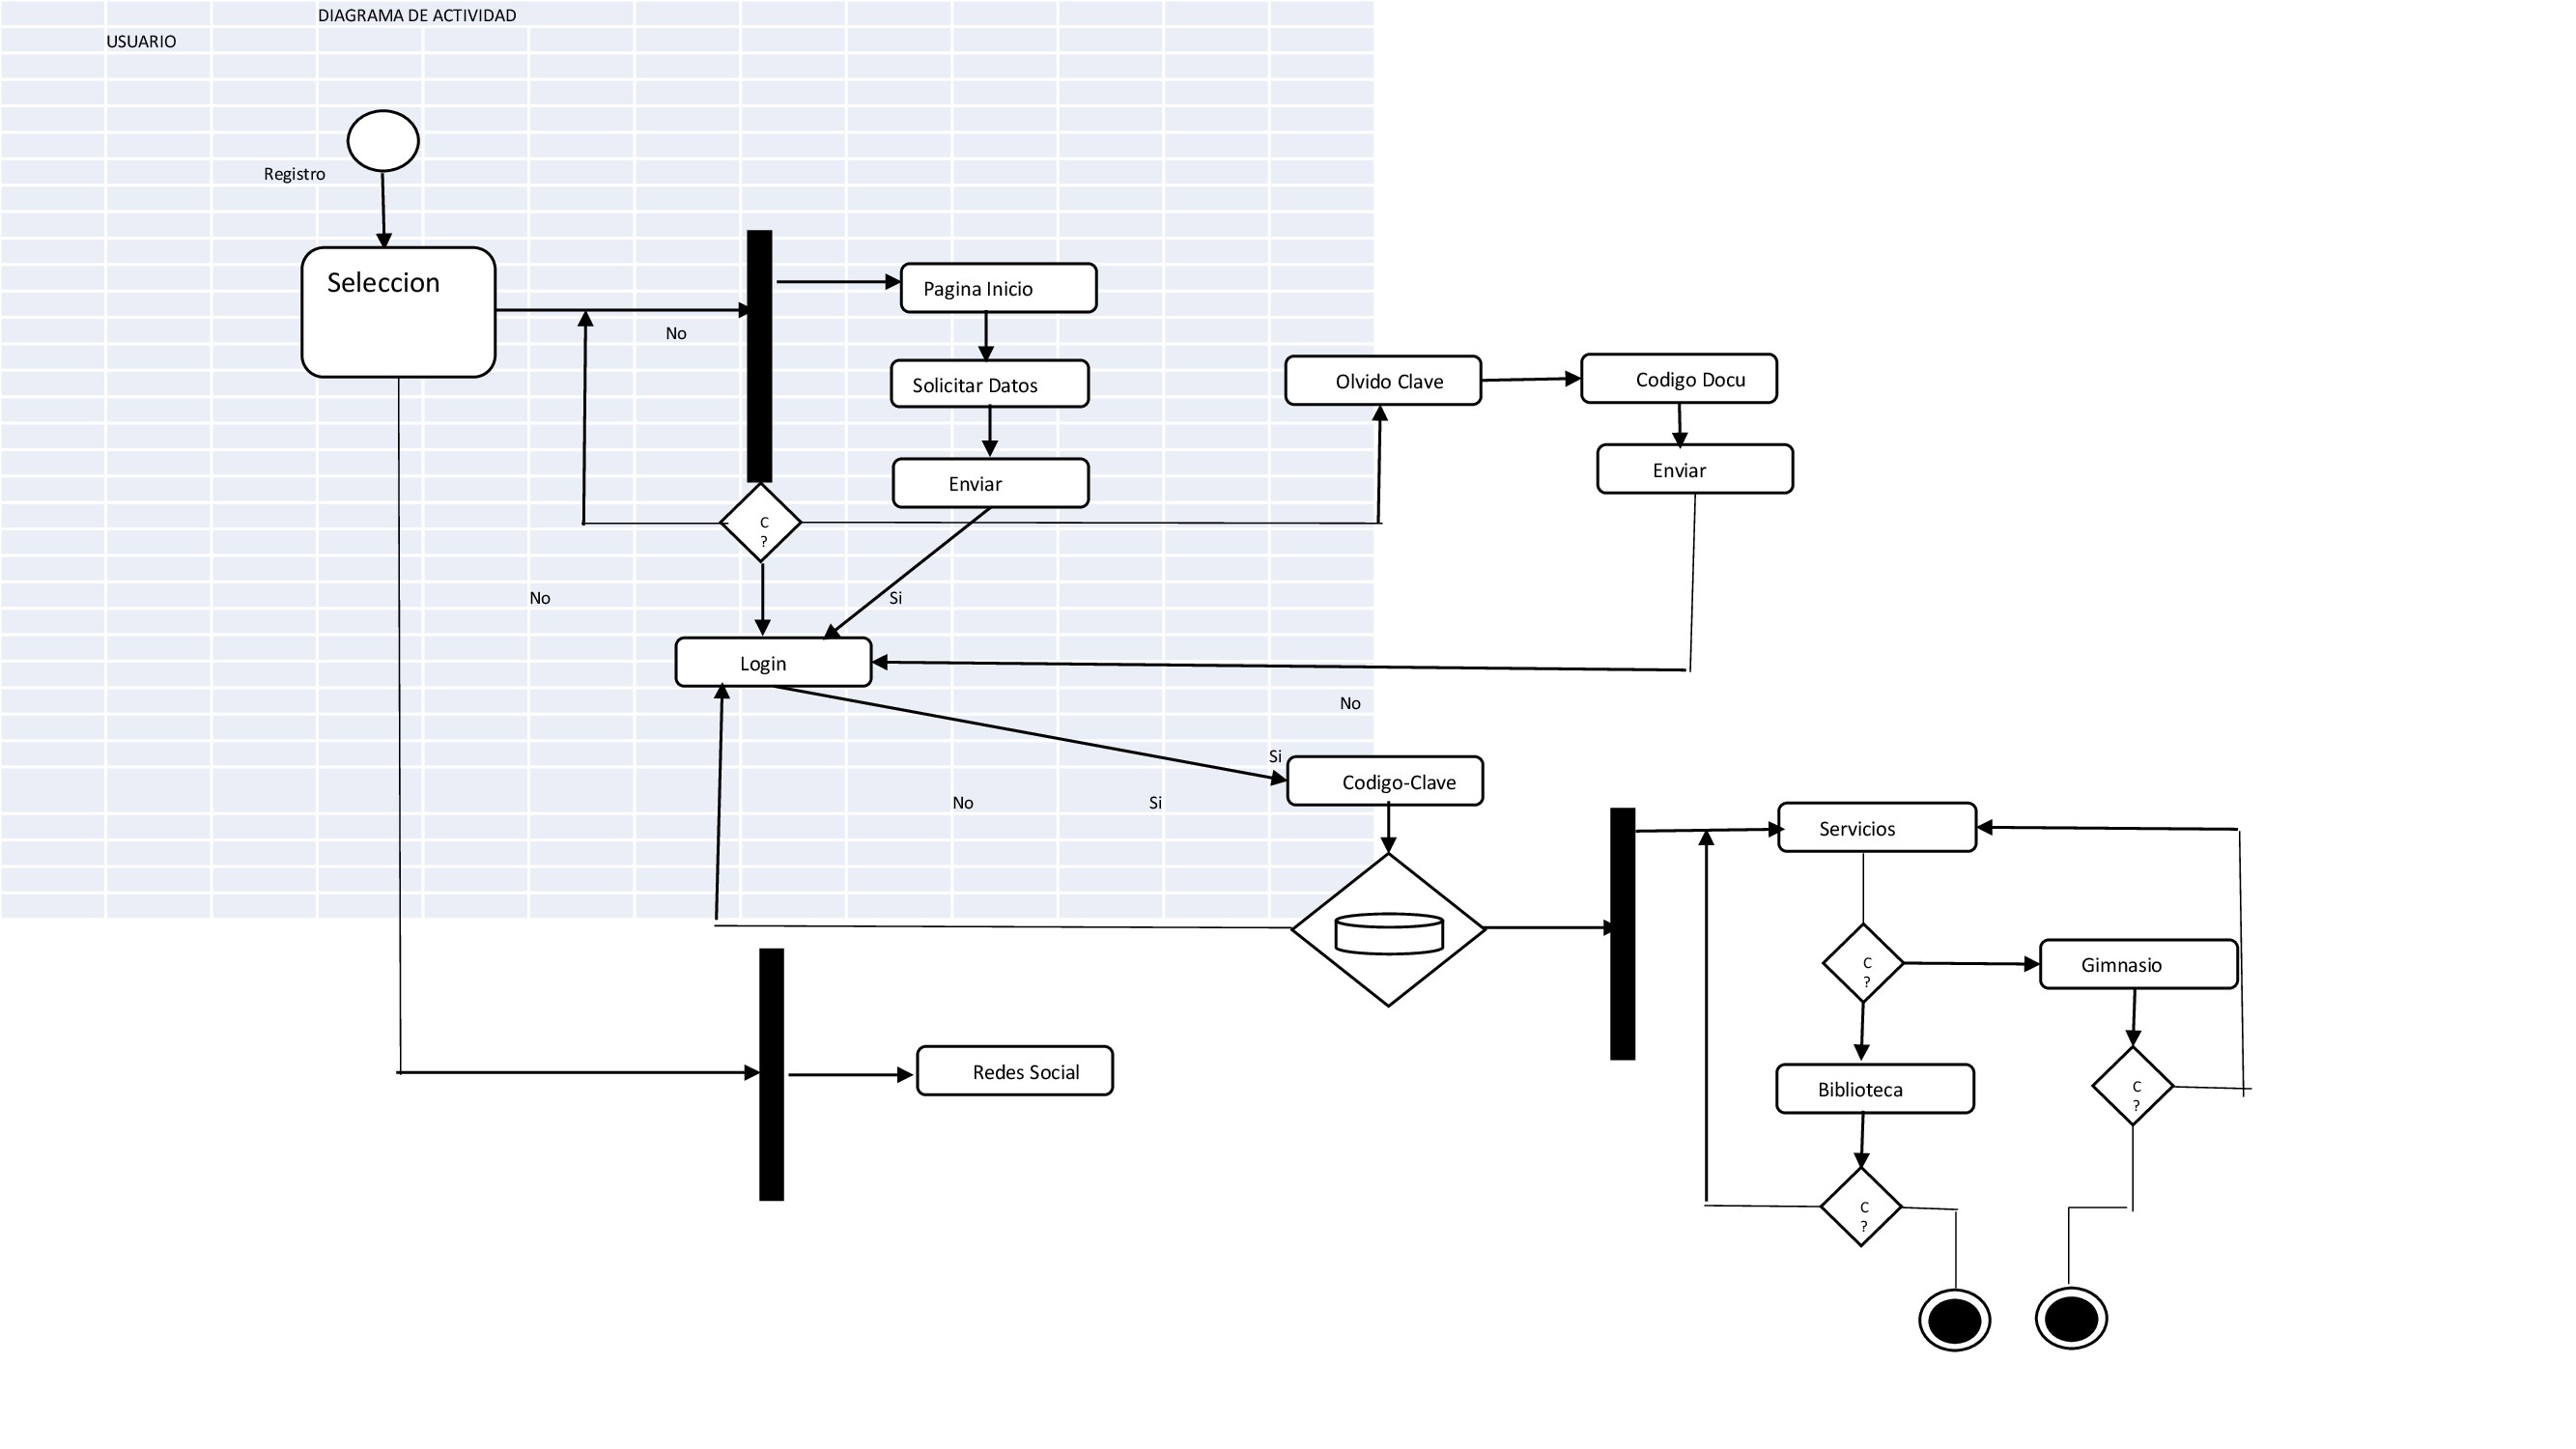 DIAGRAMA DE ACTIVIDAD
USUARIO
Registro
Seleccion
Pagina Inicio
No
Solicitar Datos
Olvido Clave
Codigo Docu
Enviar
Enviar
C
?
No
Si
Login
No
Si
Codigo-Clave
No
Si
Servicios
C
?
Gimnasio
Redes Social
Biblioteca
C
?
C
?